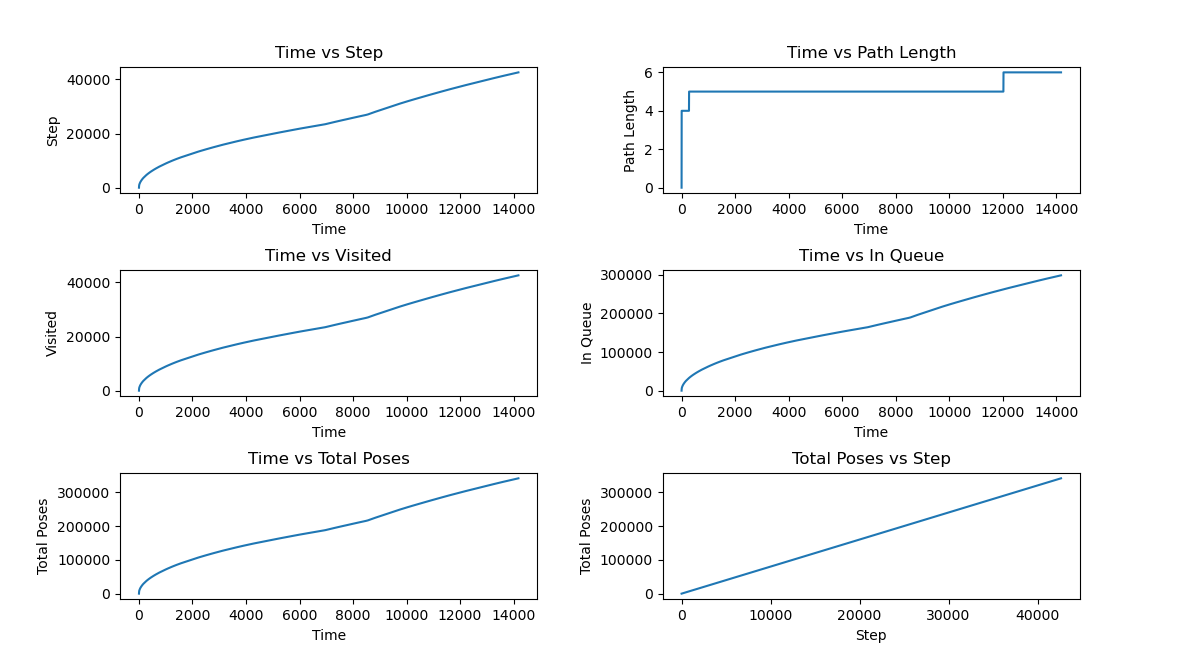 Time vs Step
40000
20000
0
Step
0 2000 4000 6000 8000 10000 12000 14000
Time
Time vs Path Length
6
4
2
0
Path Length
0 2000 4000 6000 8000 10000 12000 14000
Time
Time vs Visited
40000
20000
0
Visited
0 2000 4000 6000 8000 10000 12000 14000
Time
Time vs In Queue
300000
200000
100000
0
In Queue
0 2000 4000 6000 8000 10000 12000 14000
Time
Time vs Total Poses
300000
200000
100000
0
Total Poses
0 2000 4000 6000 8000 10000 12000 14000
Time
Total Poses vs Step
300000
200000
100000
0
Total Poses
0 10000 20000 30000 40000
Step